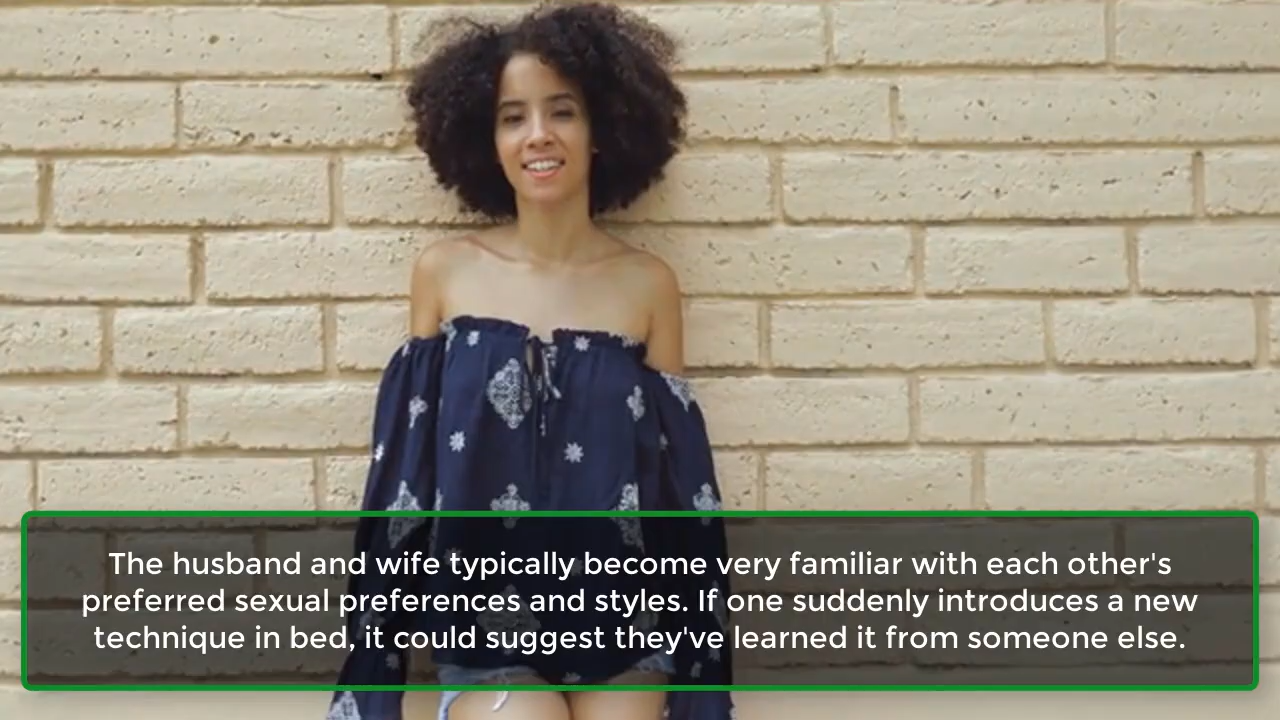 The husband and wife typically become very familiar with each other's
preferred sexual preferences and styles. If one suddenly introduces a new
technique in bed, it could suggest they've learned it from someone else.